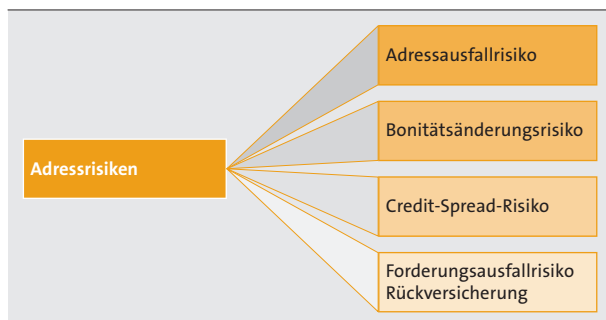 Adressausfallrisiko
Bonitätsänderungsrisiko
Adressrisiken
Credit-Spread-Risiko
Forderungsausfallrisiko
Rückversicherung